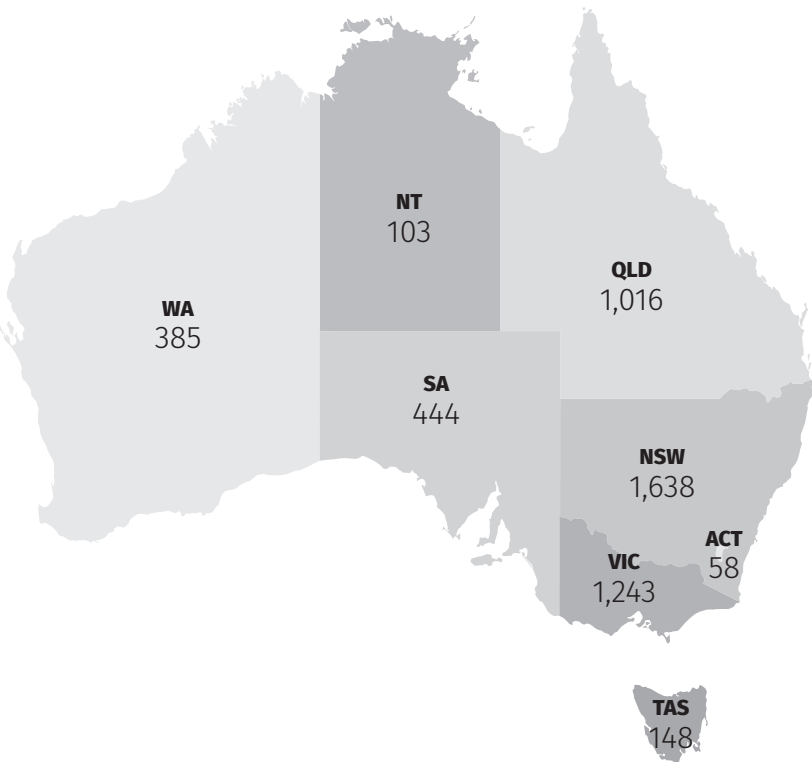 NT
103
QLD
1,016
WA
385
SA
444
NSW
1,638
ACT
58
VIC
1,243
TAS
148